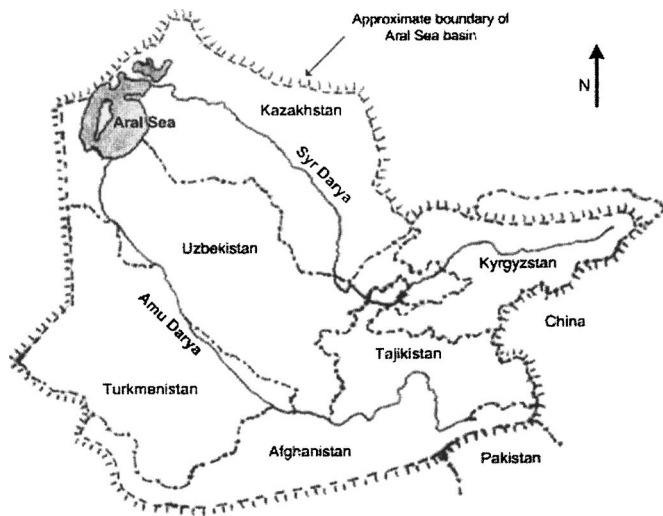 Approximate boundary of
Aral Sea basin
N
Kazakhstan
Aral Sea
Syr Darya
Uzbekistan
Kyrgyzstan
China
Amu Darya
Tajikistan
Turkmenistan
Afghanistan
Pakistan